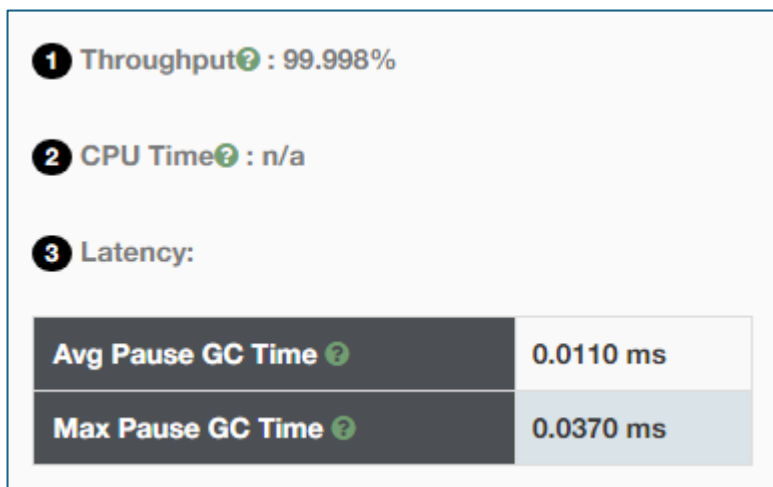 1 Throughput? : 99.998%
2 CPU Time? : n/a
3 Latency:
Avg Pause GC Time ? 0.0110 ms
Max Pause GC Time ? 0.0370 ms